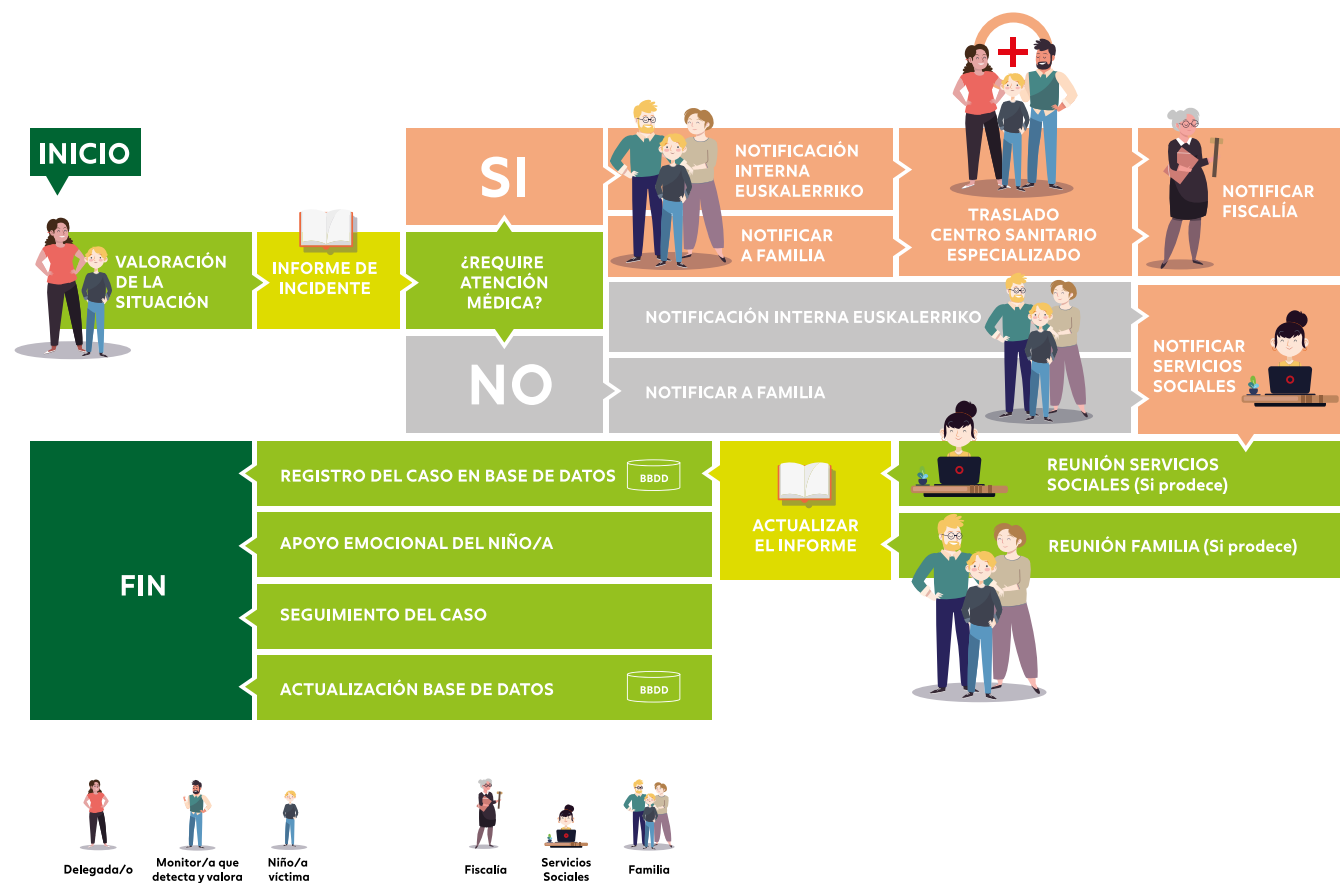 INICIO
VALORACIÓN
DE LA
SITUACIÓN
INFORME DE
INCIDENTE
¿REQUIRE
ATENCIÓN
MÉDICA?
SI
NOTIFICACIÓN
INTERNA
EUSKALERRIKO
NOTIFICAR
A FAMILIA
TRASLADO
CENTRO SANITARIO
ESPECIALIZADO
NOTIFICAR
FISCALÍA
NO
NOTIFICACIÓN INTERNA EUSKALERRIKO
NOTIFICAR A FAMILIA
NOTIFICAR
SERVICIOS
SOCIALES
REUNIÓN SERVICIOS
SOCIALES (Si prodece)
REUNIÓN FAMILIA (Si prodece)
ACTUALIZAR
EL INFORME
REGISTRO DEL CASO EN BASE DE DATOS
BBDD
APOYO EMOCIONAL DEL NIÑO/A
SEGUIMIENTO DEL CASO
ACTUALIZACIÓN BASE DE DATOS
BBDD
FIN
Delegada/o
Monitor/a que
detecta y valora
Niño/a
víctima
Fiscalía
Servicios
Sociales
Familia